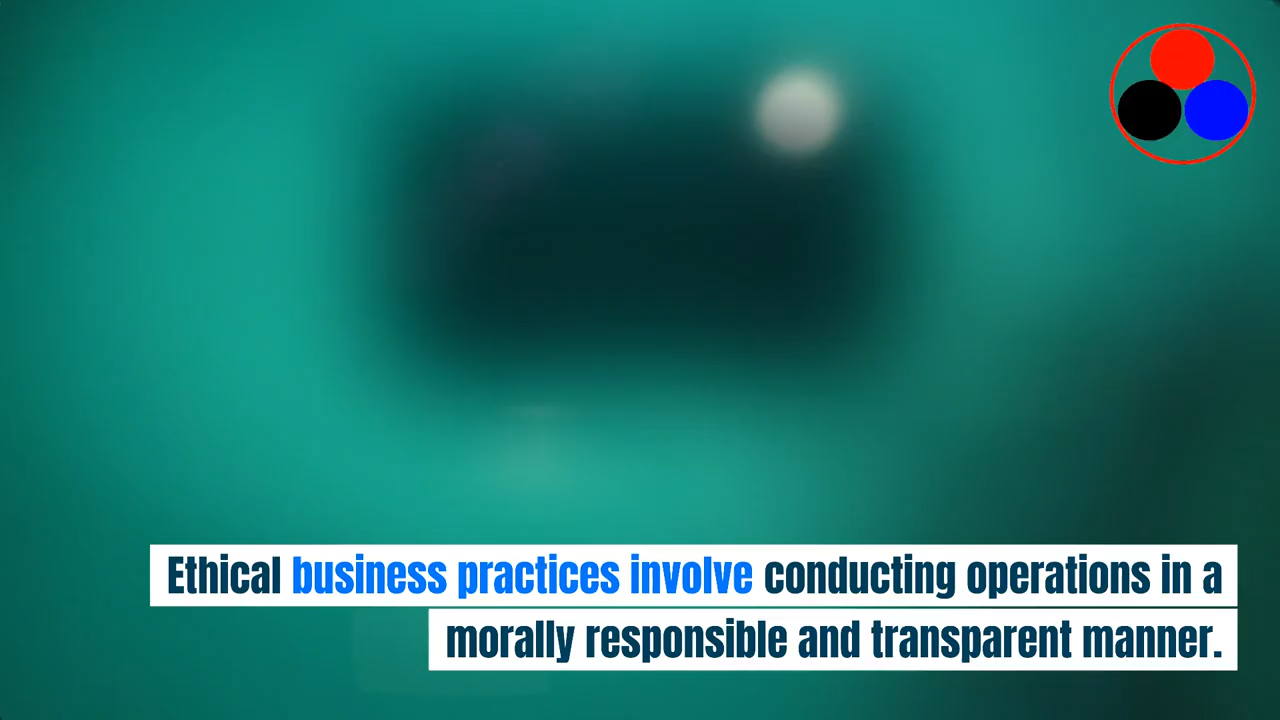 Ethical business practices involve conducting operations in a
morally responsible and transparent manner.